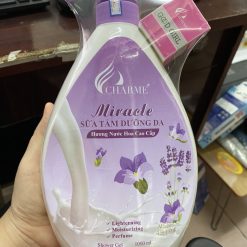 CHARME
Miracle
SỮA TẮM DƯỠNG DA
Hương Nước Hoa Cao Cấp
Lightening
Moisturizing
Perfume
Shower Gel